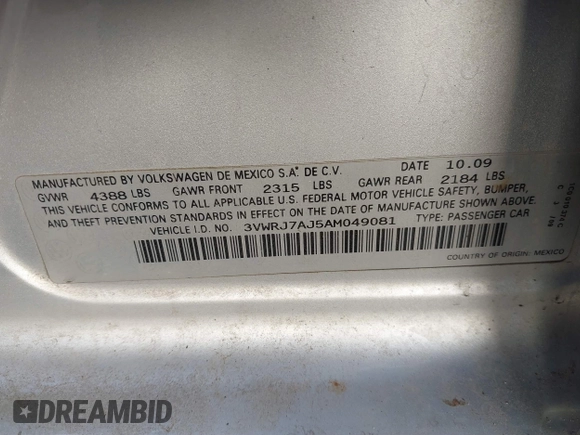 MANUFACTURED BY VOLKSWAGEN DE MEXICO S.A. DE C.V. DATE 10.09
GVWR 4388 LBS GAWR FRONT 2315 LBS GAWR REAR 2184 LBS
THIS VEHICLE CONFORMS TO ALL APPLICABLE U.S. FEDERAL MOTOR VEHICLE SAFETY, BUMPER,
AND THEFT PREVENTION STANDARDS IN EFFECT ON THE DATE OF MANUFACTURE SHOWN ABOVE.
VEHICLE I.D. NO. 3VWRJ7AJ5AM049081 TYPE: PASSENGER CAR
COUNTRY OF ORIGIN: MEXICO
DREAMBID